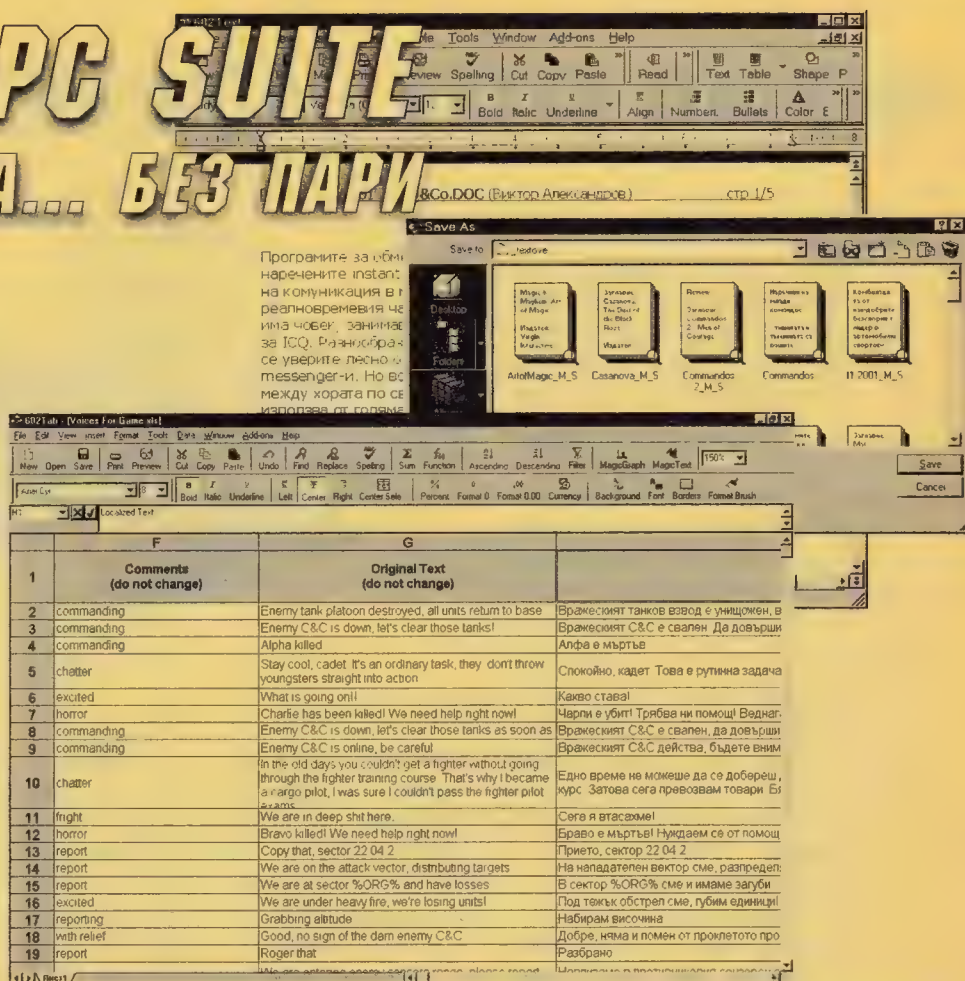 PC SUITE
А... БЕЗ ПАРИ
Tools Window Add-ons Help
Spelling Cut Copy Paste Read Text Table Shape P
Bold Italic Underline Align Numberi. Bullets Color
&Co.DOC (Виктор Александров) стр 1/5
Програмите за обми
наречените instant
на комуникация в
реалновремевия ча
има човек, занимав
за ICQ. Разнообраз
се уверите лесно
messenger-и. Но вс
между хората по св
използва от голяма
Save As
Save to textove
Desktop
Folders
ArtofMagic_M_S
Casanova_M_S
Commandos 2_M_S
Commandos
IT 2001_M_S
Save
Cancel
602Tab - [Voices For Game.xls]
File Edit View Insert Format Tools Data Window Add-ons Help
New Open Save Print Preview Cut Copy Paste Undo Find Replace Spelling Sum Function Ascending Descending Filter MagicGraph MagicText 150%
Arial Cyr 8 Bold Italic Underline Left Center Right Center Sele Percent Format 0 Format 0.00 Currency Background Font Borders Format Brush
H1 Localized Text
F G
1 Comments (do not change) Original Text (do not change)
2 commanding Enemy tank platoon destroyed, all units return to base Вражеският танков взвод е унищожен, в
3 commanding Enemy C&C is down, let's clear those tanks! Вражеският C&C е свален. Да довърши
4 commanding Alpha killed Алфа е мъртъв
5 chatter Stay cool, cadet. It's an ordinary task, they don't throw youngsters straight into action Спокойно, кадет. Това е рутинна задача
6 excited What is going on!! Какво става!
7 horror Charlie has been killed! We need help right now! Чарли е убит! Трябва ни помощ! Веднаг
8 commanding Enemy C&C is down, let's clear those tanks as soon as Вражеският C&C е свален, да довърши
9 commanding Enemy C&C is online, be careful Вражеският C&C действа, бъдете вним
10 chatter In the old days you couldn't get a fighter without going through the fighter training course. That's why I became a cargo pilot, I was sure I couldn't pass the fighter pilot exams Едно време не можеше да се добереш курс. Затова сега превозвам товари. Бя
11 fright We are in deep shit here. Сега я втасахме!
12 horror Bravo killed! We need help right now! Браво е мъртъв! Нуждаем се от помощ
13 report Copy that, sector 22 04 2 Прието, сектор 22 04 2
14 report We are on the attack vector, distributing targets На нападателен вектор сме, разпредел
15 report We are at sector %ORG% and have losses В сектор %ORG% сме и имаме загуби
16 excited We are under heavy fire, we're losing units! Под тежък обстрел сме, губим единици!
17 reporting Grabbing altitude Набирам височина
18 with relief Good, no sign of the darn enemy C&C Добре, няма и помен от проклетото про
19 report Roger that Разбрано